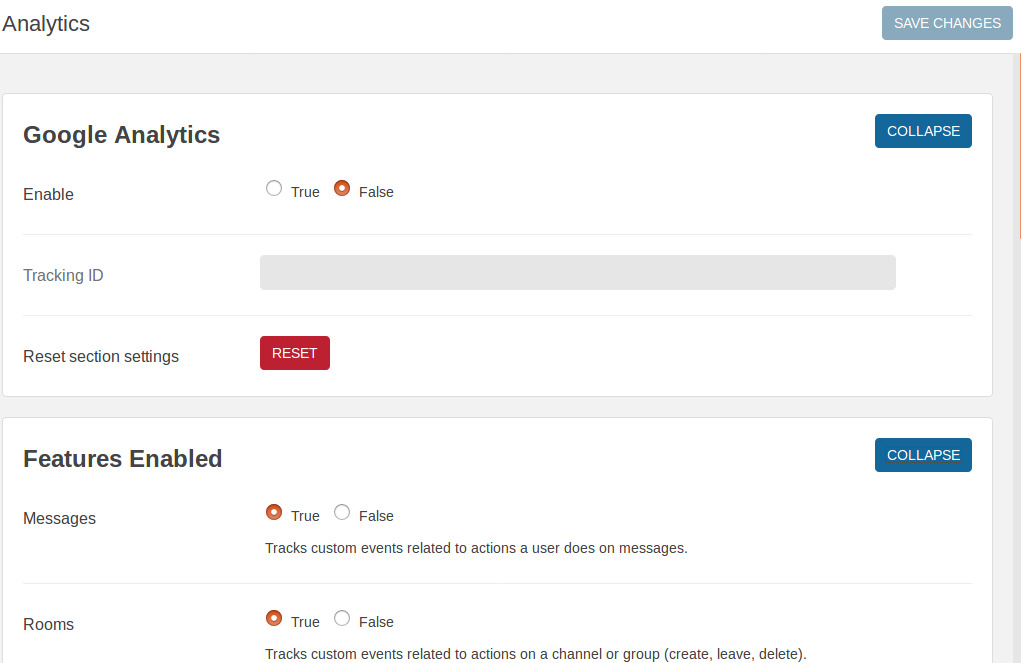 Analytics
SAVE CHANGES
Google Analytics
COLLAPSE
Enable
True
False
Tracking ID
Reset section settings
RESET
Features Enabled
COLLAPSE
Messages
True
False
Tracks custom events related to actions a user does on messages.
Rooms
True
False
Tracks custom events related to actions on a channel or group (create, leave, delete).